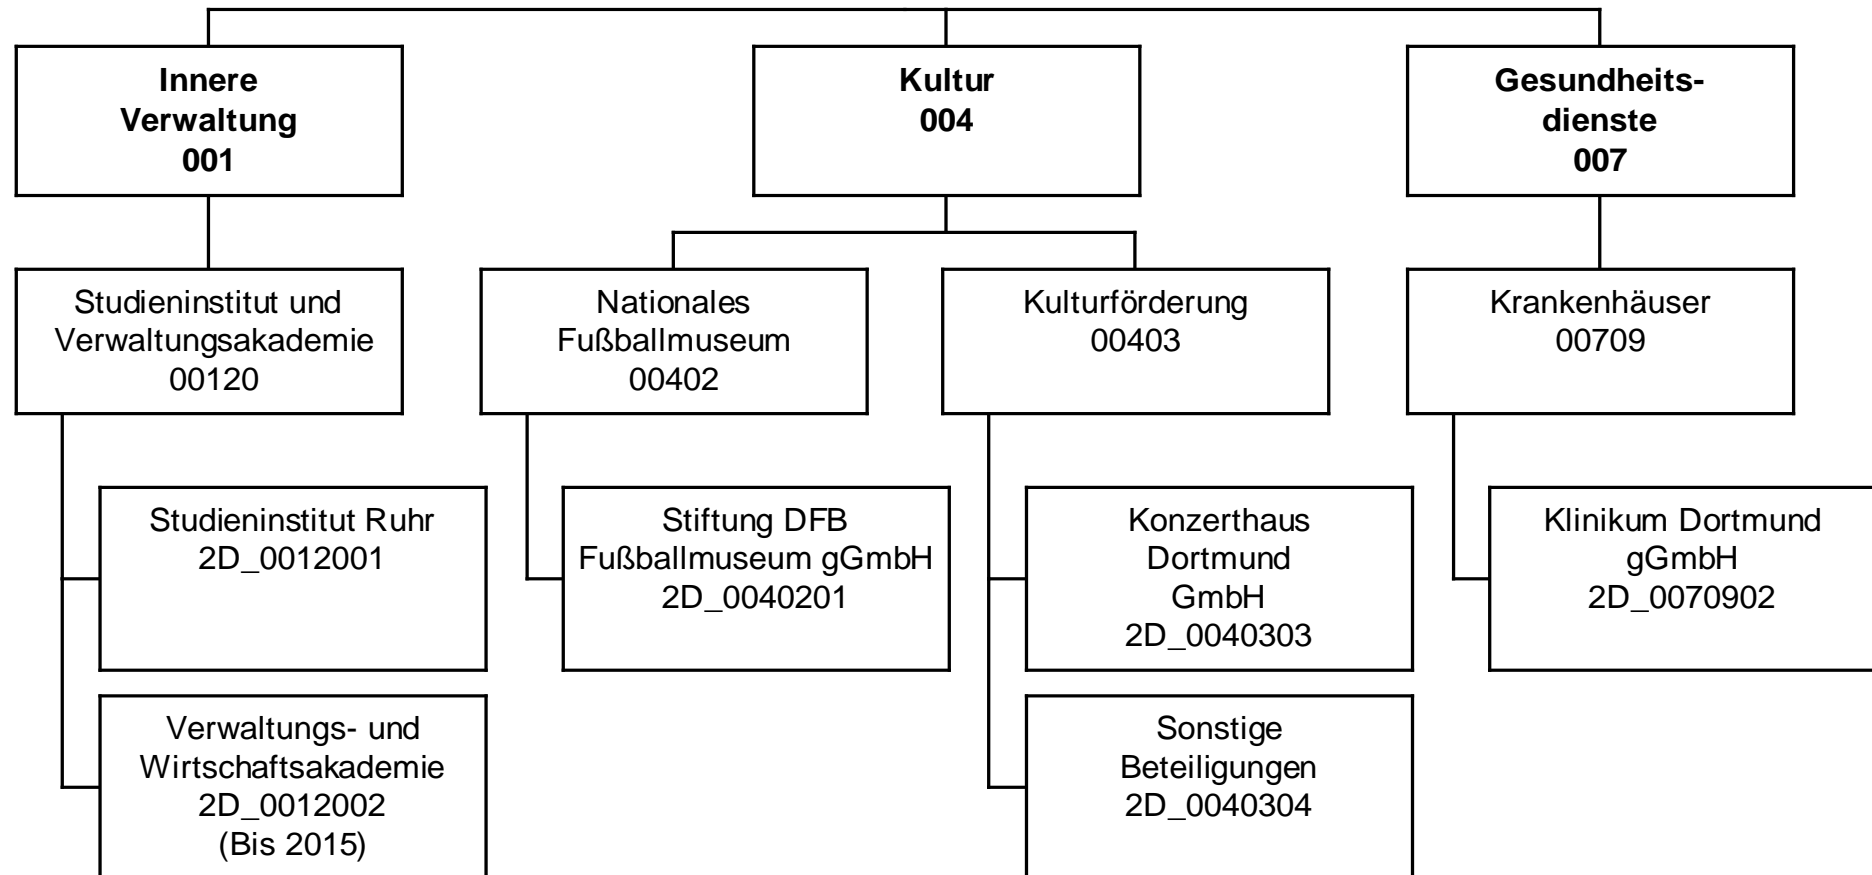 Innere
Verwaltung
001
Kultur
004
Gesundheits-
dienste
007
Studieninstitut und
Verwaltungsakademie
00120
Nationales
Fußballmuseum
00402
Kulturförderung
00403
Krankenhäuser
00709
Studieninstitut Ruhr
2D_0012001
Stiftung DFB
Fußballmuseum gGmbH
2D_0040201
Konzerthaus
Dortmund
GmbH
2D_0040303
Klinikum Dortmund
gGmbH
2D_0070902
Verwaltungs- und
Wirtschaftsakademie
2D_0012002
(Bis 2015)
Sonstige
Beteiligungen
2D_0040304